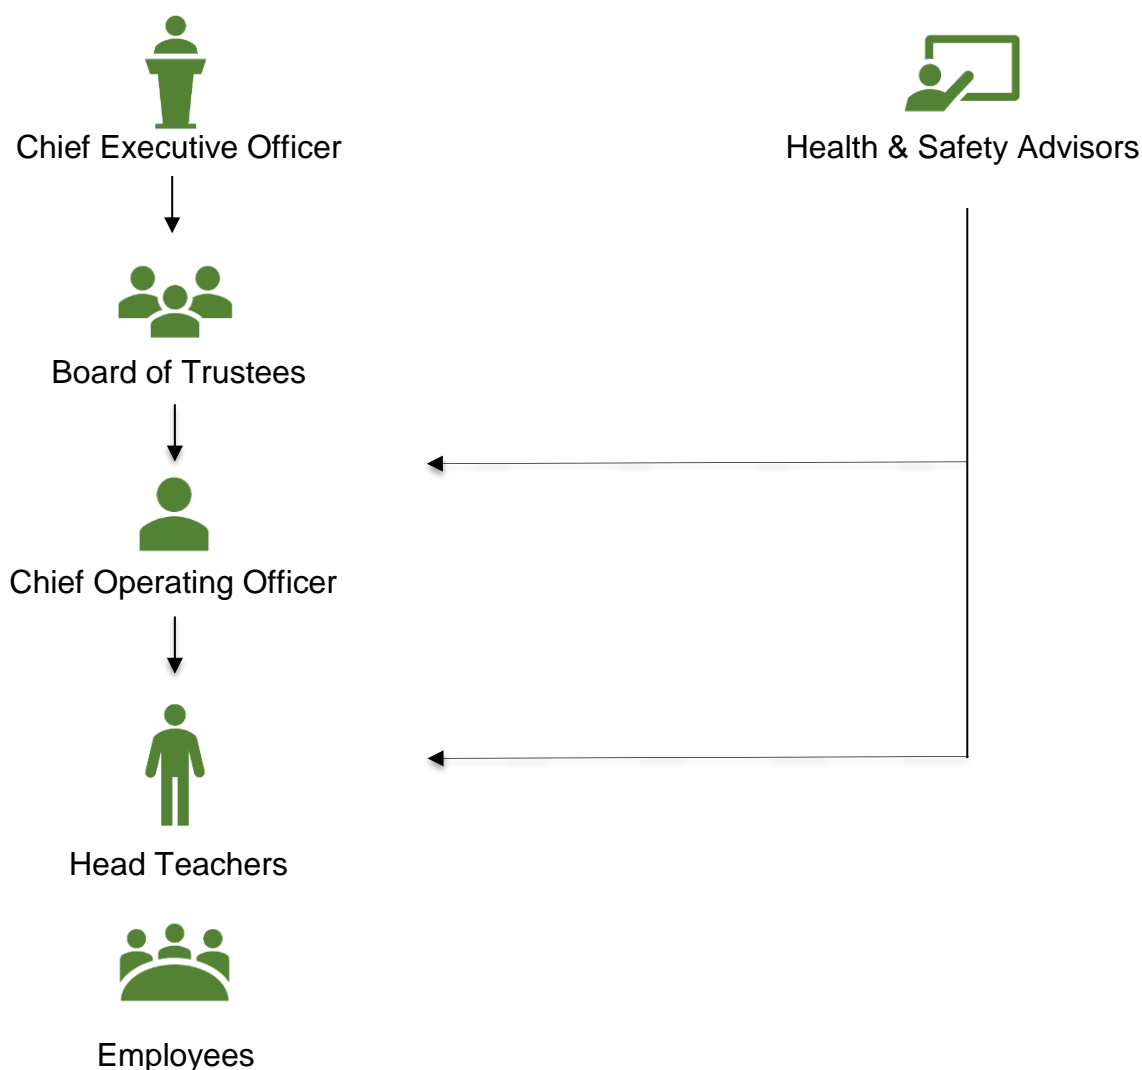 Chief Executive Officer
Health & Safety Advisors
Board of Trustees
Chief Operating Officer
Head Teachers
Employees